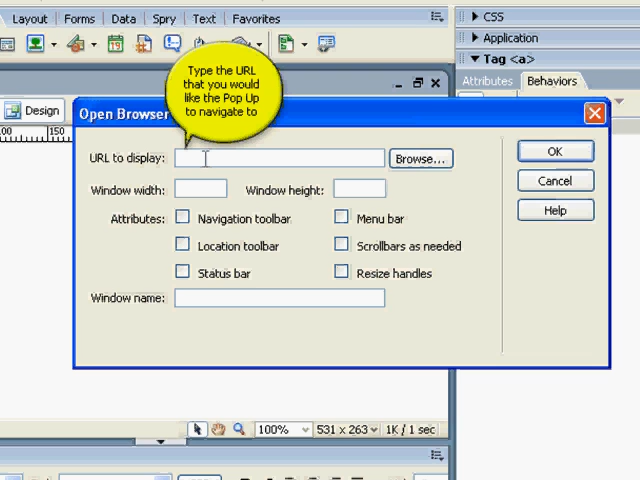 Layout Forms Data Spry Text Favorites
CSS
Application
Tag <a>
Attributes Behaviors
Type the URL
that you would
like the Pop Up
to navigate to
Design
Open Browser
00 150
URL to display:
Browse...
OK
Window width:
Window height:
Cancel
Attributes:
Navigation toolbar
Menu bar
Help
Location toolbar
Scrollbars as needed
Status bar
Resize handles
Window name:
100% 531 x 263 1K / 1 sec